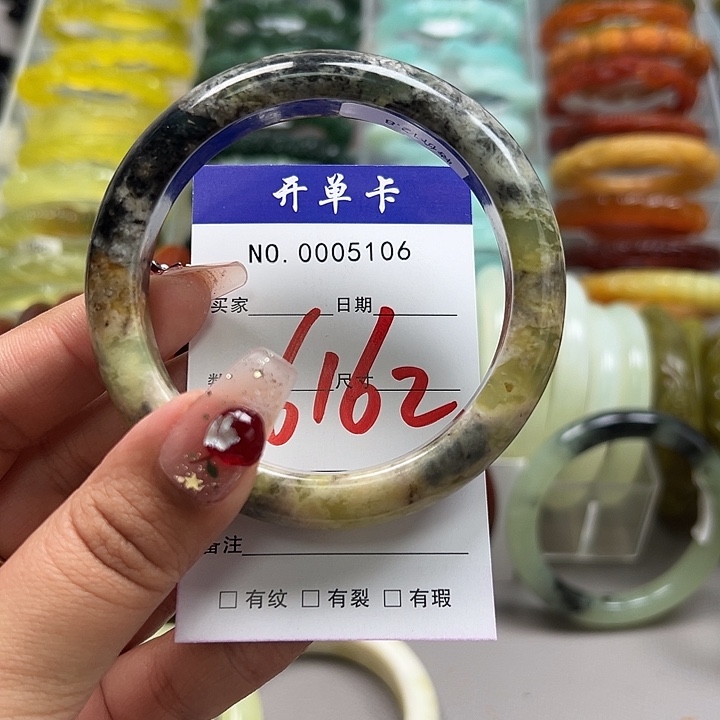 开单卡
NO. 0005106
买家 日期
尺寸
6162
备注
□ 有纹 □ 有裂 □ 有瑕